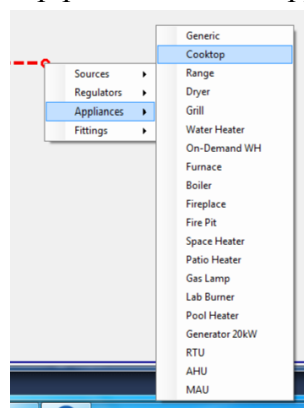 Sources
Regulators
Appliances
Fittings
Generic
Cooktop
Range
Dryer
Grill
Water Heater
On-Demand WH
Furnace
Boiler
Fireplace
Fire Pit
Space Heater
Patio Heater
Gas Lamp
Lab Burner
Pool Heater
Generator 20kW
RTU
AHU
MAU